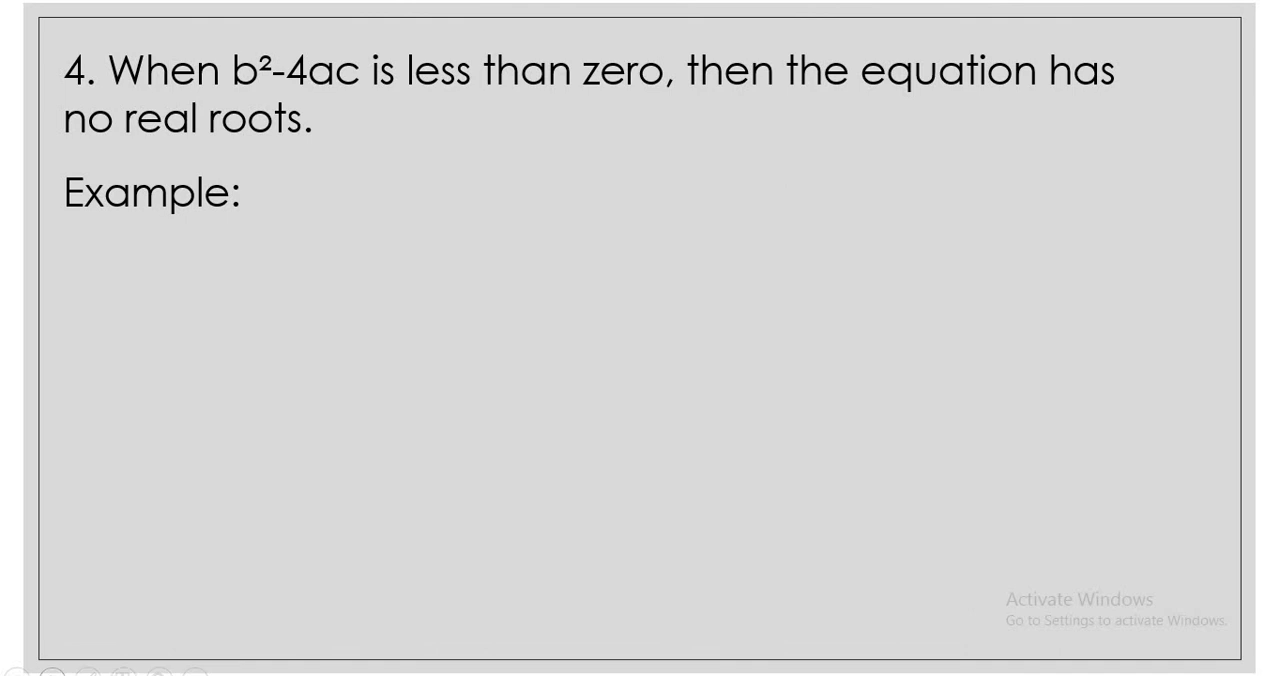 4. When b²-4ac is less than zero, then the equation has
no real roots.
Example:
Activate Windows
Go to Settings to activate Windows.